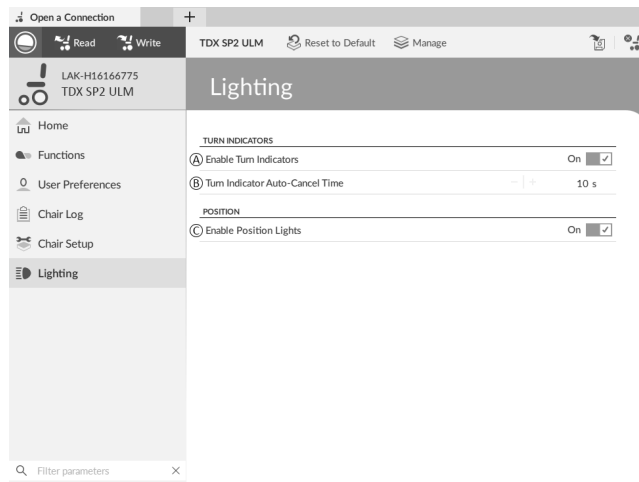 Open a Connection
Read Write TDX SP2 ULM Reset to Default Manage
LAK-H16166775
TDX SP2 ULM
Lighting
Home
Functions
User Preferences
Chair Log
Chair Setup
Lighting
TURN INDICATORS
A Enable Turn Indicators On
B Turn Indicator Auto-Cancel Time − + 10 s
POSITION
C Enable Position Lights On
Filter parameters